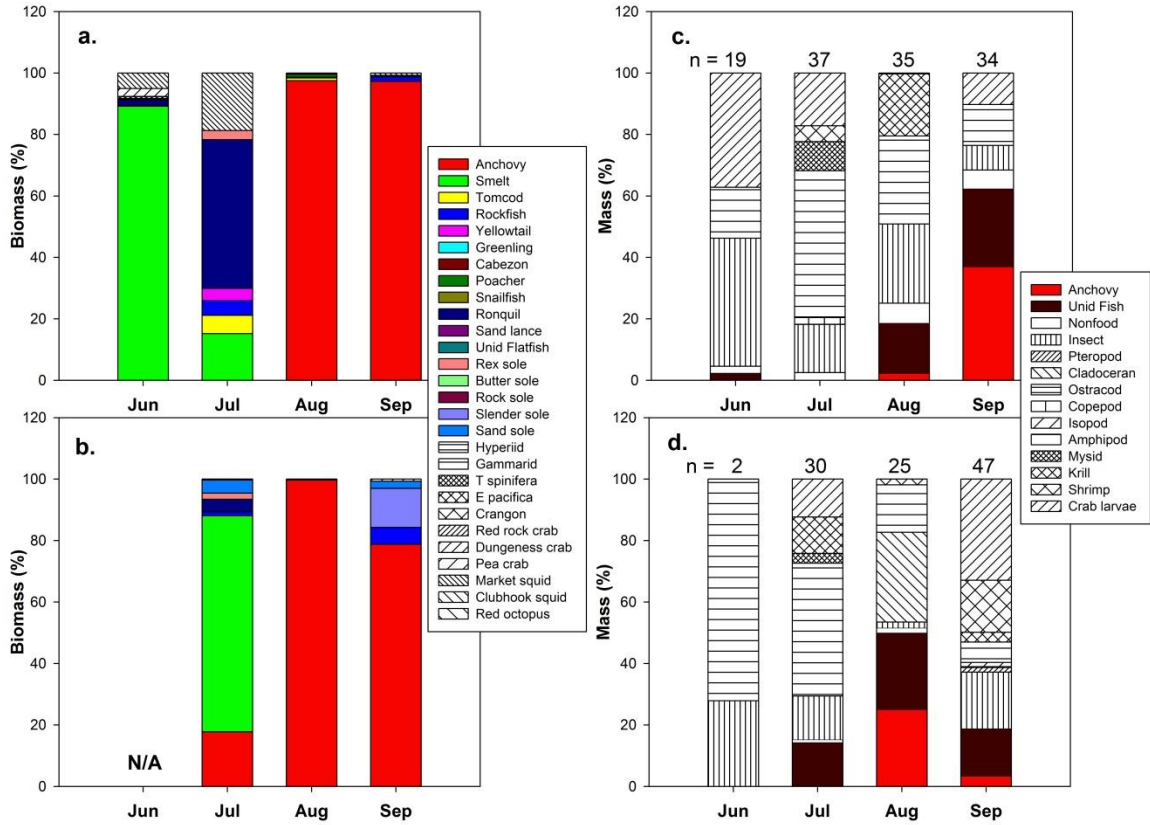 a.
Biomass (%)
120
100
80
60
40
20
0
Jun Jul Aug Sep
b.
Biomass (%)
120
100
80
60
40
20
0
N/A
Jun Jul Aug Sep
Anchovy
Smelt
Tomcod
Rockfish
Yellowtail
Greenling
Cabezon
Poacher
Snailfish
Ronquil
Sand lance
Unid Flatfish
Rex sole
Butter sole
Rock sole
Slender sole
Sand sole
Hyperiid
Gammarid
T spinifera
E pacifica
Crangon
Red rock crab
Dungeness crab
Pea crab
Market squid
Clubhook squid
Red octopus
c.
n = 19 37 35 34
Mass (%)
120
100
80
60
40
20
0
Jun Jul Aug Sep
d.
n = 2 30 25 47
Mass (%)
120
100
80
60
40
20
0
Jun Jul Aug Sep
Anchovy
Unid Fish
Nonfood
Insect
Pteropod
Cladoceran
Ostracod
Copepod
Isopod
Amphipod
Mysid
Krill
Shrimp
Crab larvae